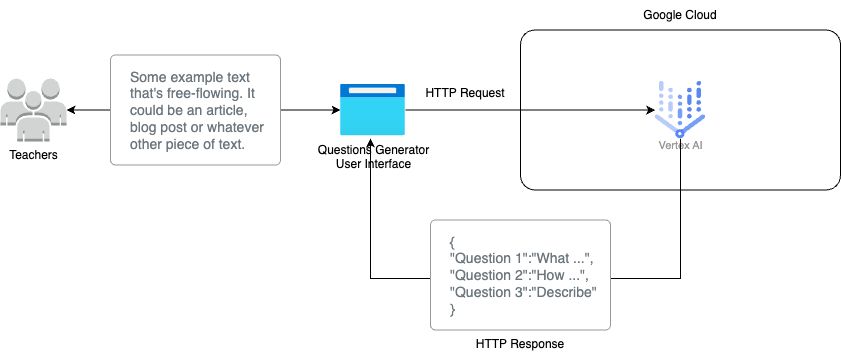 Google Cloud
Some example text
that's free-flowing. It
could be an article,
blog post or whatever
other piece of text.
Teachers
HTTP Request
Questions Generator
User Interface
Vertex AI
{
"Question 1":"What ...",
"Question 2":"How ...",
"Question 3":"Describe"
}
HTTP Response